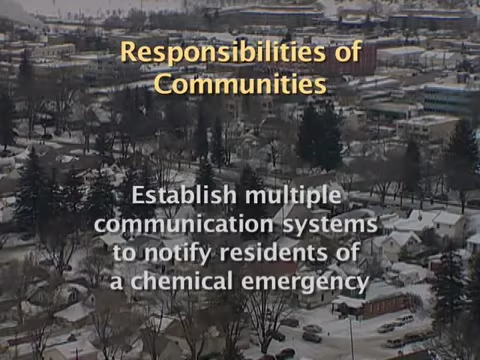 Responsibilities of
Communities
Establish multiple
communication systems
to notify residents of
a chemical emergency